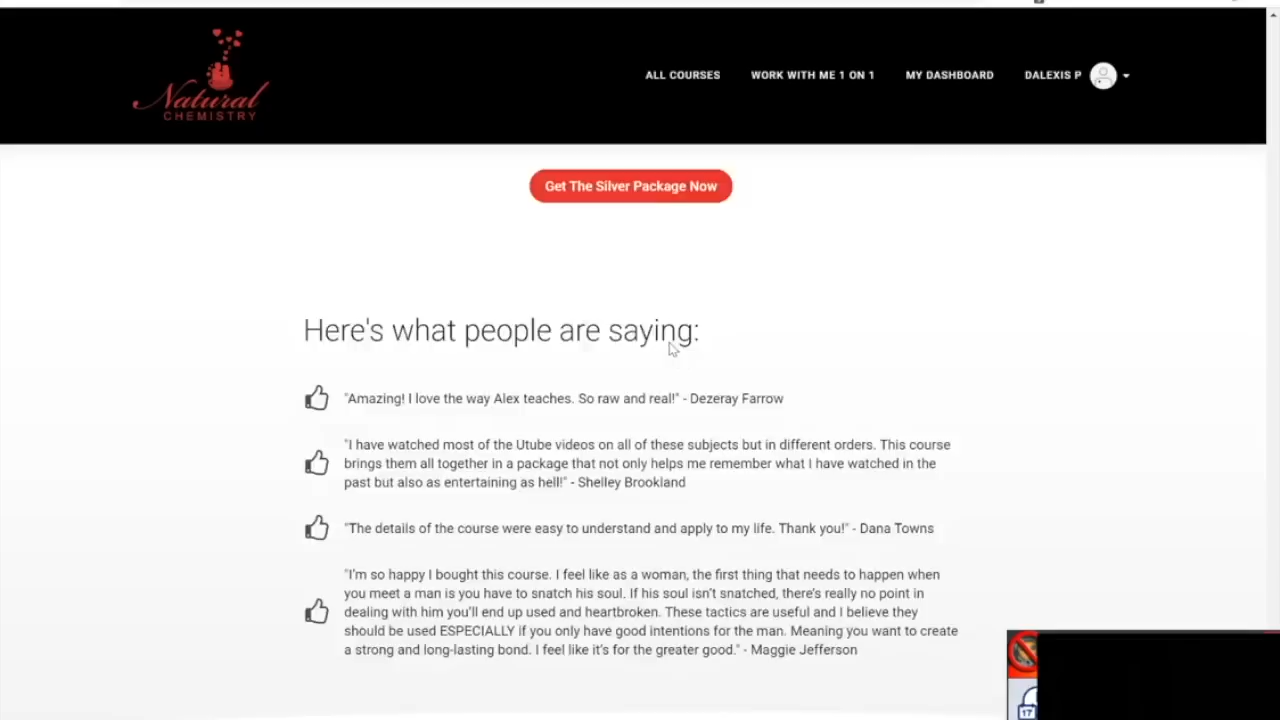 Natural
CHEMISTRY
ALL COURSES
WORK WITH ME 1 ON 1
MY DASHBOARD
DALEXIS P
Get The Silver Package Now
Here's what people are saying:
"Amazing! I love the way Alex teaches. So raw and real!" - Dezeray Farrow
"I have watched most of the Utube videos on all of these subjects but in different orders. This course
brings them all together in a package that not only helps me remember what I have watched in the
past but also as entertaining as hell!" - Shelley Brookland
"The details of the course were easy to understand and apply to my life. Thank you!" - Dana Towns
"I'm so happy I bought this course. I feel like as a woman, the first thing that needs to happen when
you meet a man is you have to snatch his soul. If his soul isn't snatched, there's really no point in
dealing with him you'll end up used and heartbroken. These tactics are useful and I believe they
should be used ESPECIALLY if you only have good intentions for the man. Meaning you want to create
a strong and long-lasting bond. I feel like it's for the greater good." - Maggie Jefferson
17